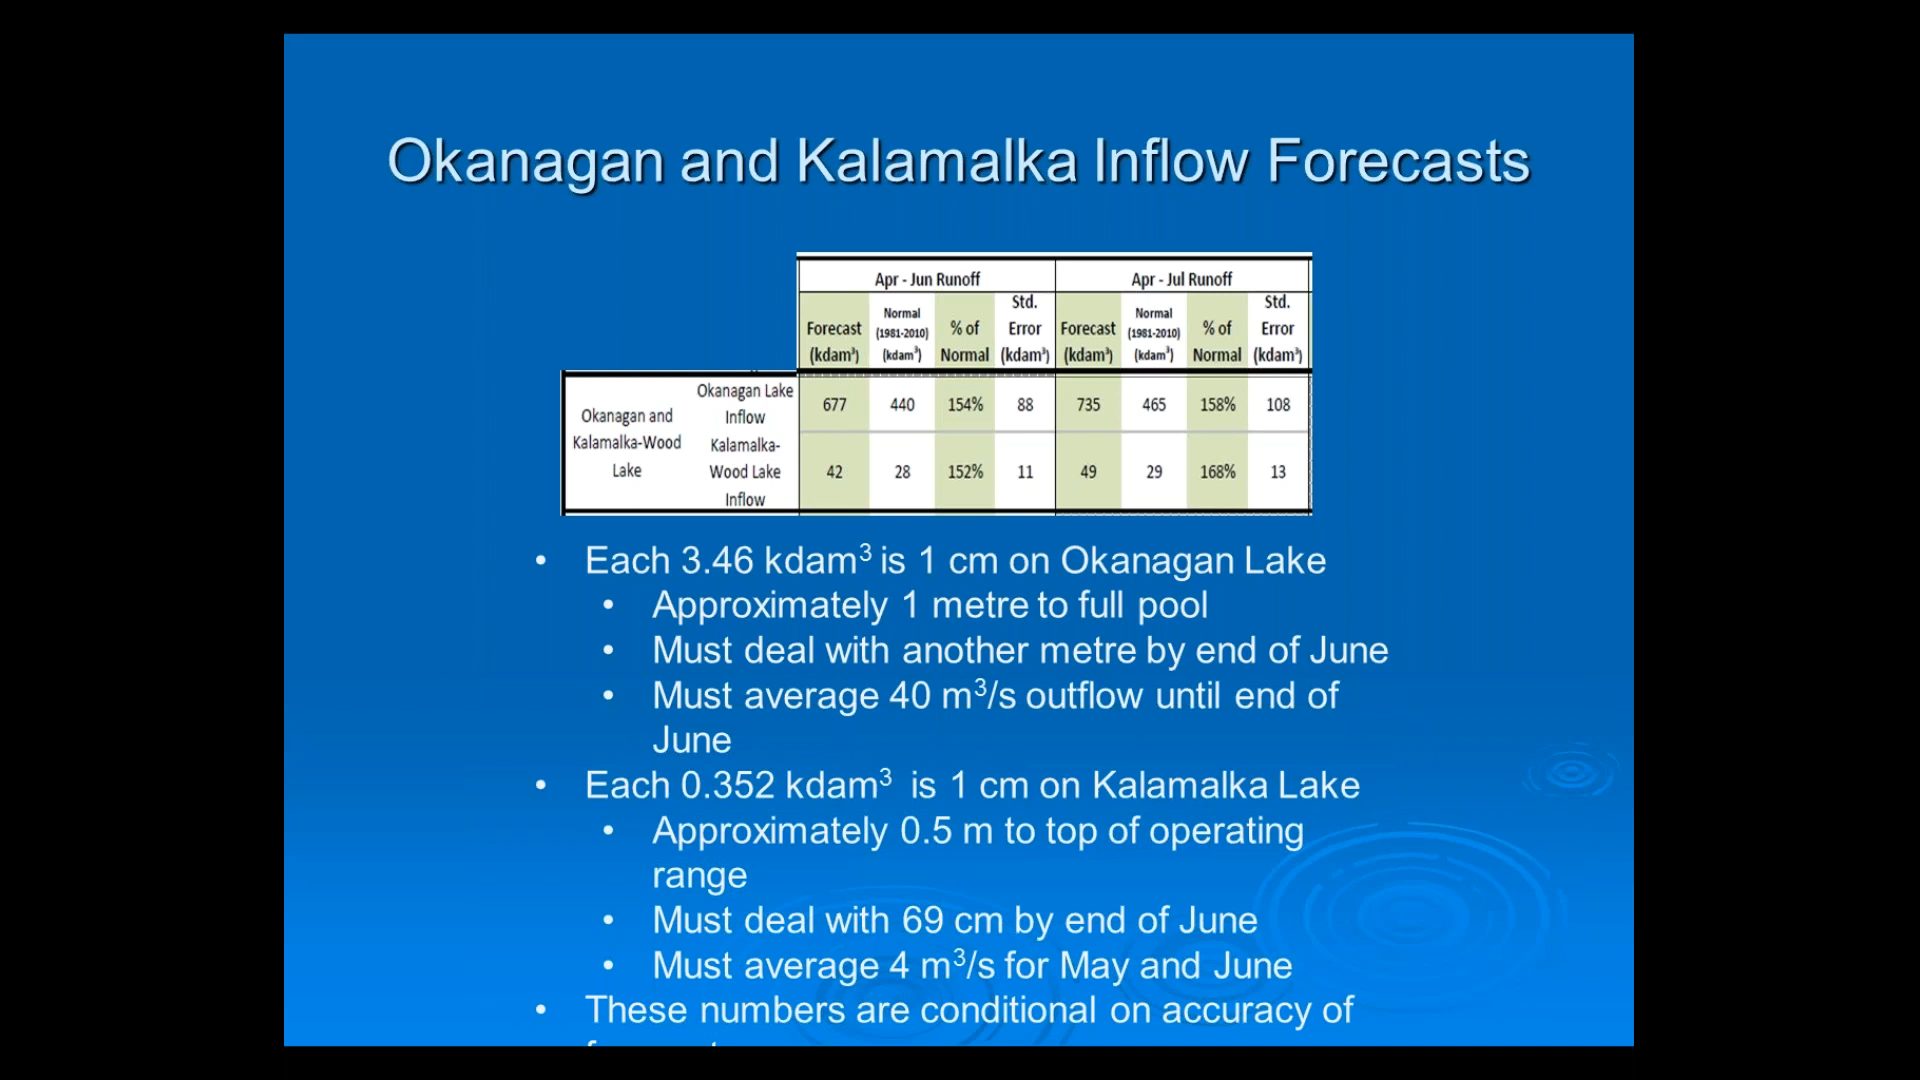 Okanagan and Kalamalka Inflow Forecasts
Apr - Jun Runoff Apr - Jul Runoff
Forecast (kdam³) Normal (1981-2010) (kdam³) % of Normal Std. Error (kdam³) Forecast (kdam³) Normal (1981-2010) (kdam³) % of Normal Std. Error (kdam³)
Okanagan and Kalamalka-Wood Lake
Okanagan Lake Inflow 677 440 154% 88 735 465 158% 108
Kalamalka-Wood Lake Inflow 42 28 152% 11 49 29 168% 13
• Each 3.46 kdam³ is 1 cm on Okanagan Lake
• Approximately 1 metre to full pool
• Must deal with another metre by end of June
• Must average 40 m³/s outflow until end of
June
• Each 0.352 kdam³ is 1 cm on Kalamalka Lake
• Approximately 0.5 m to top of operating
range
• Must deal with 69 cm by end of June
• Must average 4 m³/s for May and June
• These numbers are conditional on accuracy of